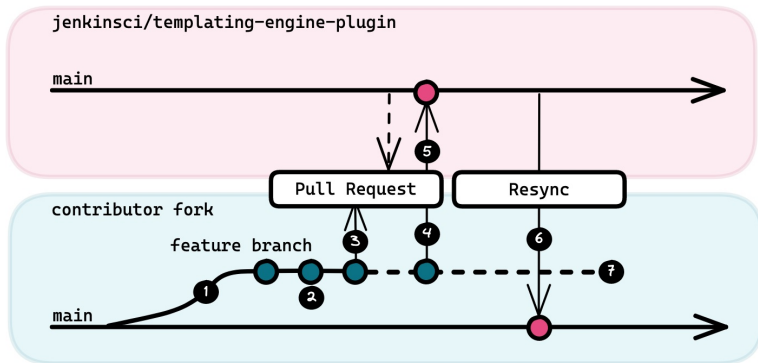 jenkinsci/templating-engine-plugin
main
5
Pull Request
Resync
contributor fork
3
4
6
feature branch
7
1
2
main